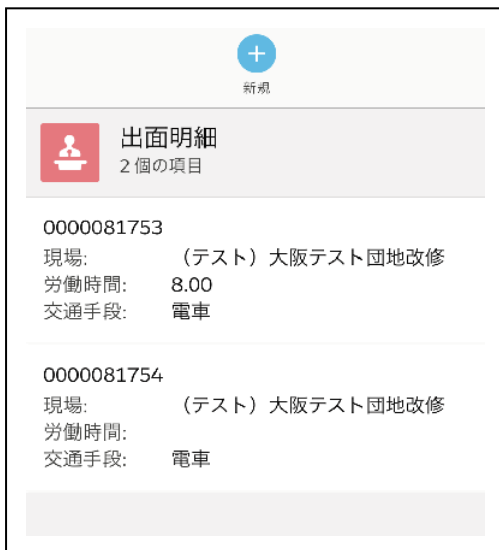 新規
出面明細
2 個の項目
0000081753
現場: （テスト）大阪テスト団地改修
労働時間: 8.00
交通手段: 電車
0000081754
現場: （テスト）大阪テスト団地改修
労働時間:
交通手段: 電車